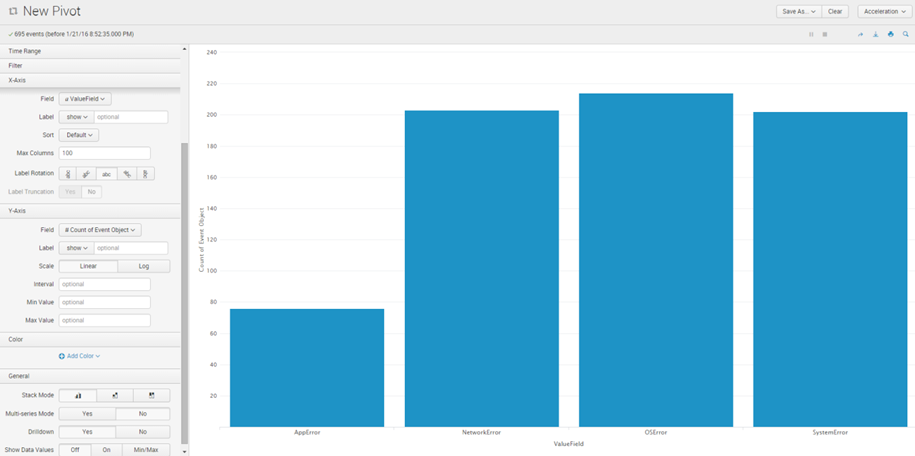 New Pivot
Save As...
Clear
Acceleration
695 events (before 1/21/16 8:52:35.000 PM)
Time Range
Filter
X-Axis
Field
a ValueField
Label
show
optional
Sort
Default
Max Columns
100
Label Rotation
abc
Label Truncation
Yes
No
Y-Axis
Field
# Count of Event Object
Label
show
optional
Scale
Linear
Log
Interval
optional
Min Value
optional
Max Value
optional
Color
Add Color
General
Stack Mode
Multi-series Mode
Yes
No
Drilldown
Yes
No
Show Data Values
Off
On
Min/Max
Count of Event Object
240
220
200
180
160
140
120
100
80
60
40
20
AppError
NetworkError
OSError
SystemError
ValueField